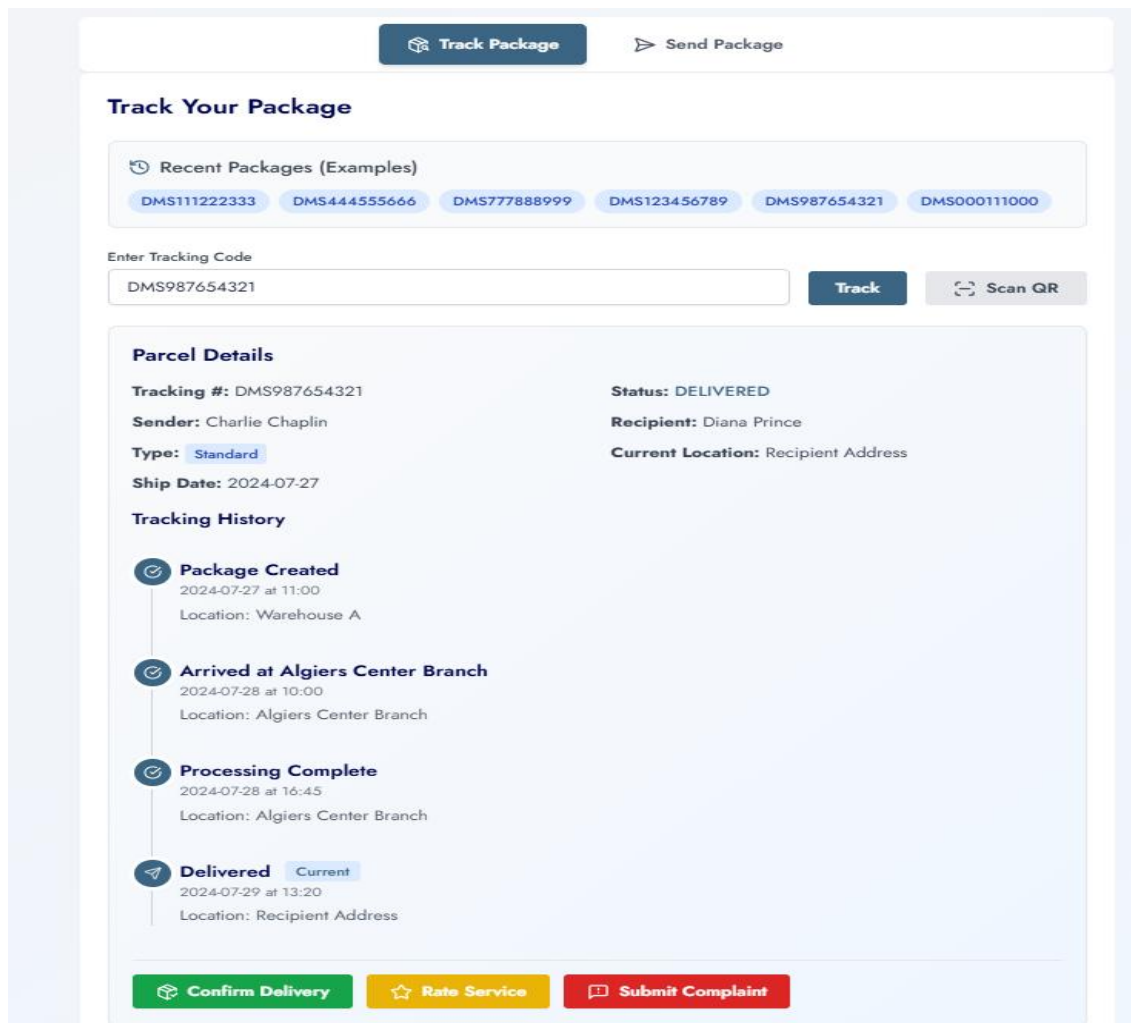 Track Package Send Package
Track Your Package
Recent Packages (Examples)
DMS111222333 DMS444555666 DMS777888999 DMS123456789 DMS987654321 DMS000111000
Enter Tracking Code
DMS987654321 Track Scan QR
Parcel Details
Tracking #: DMS987654321 Status: DELIVERED
Sender: Charlie Chaplin Recipient: Diana Prince
Type: Standard Current Location: Recipient Address
Ship Date: 2024-07-27
Tracking History
Package Created
2024-07-27 at 11:00
Location: Warehouse A
Arrived at Algiers Center Branch
2024-07-28 at 10:00
Location: Algiers Center Branch
Processing Complete
2024-07-28 at 16:45
Location: Algiers Center Branch
Delivered Current
2024-07-29 at 13:20
Location: Recipient Address
Confirm Delivery Rate Service Submit Complaint